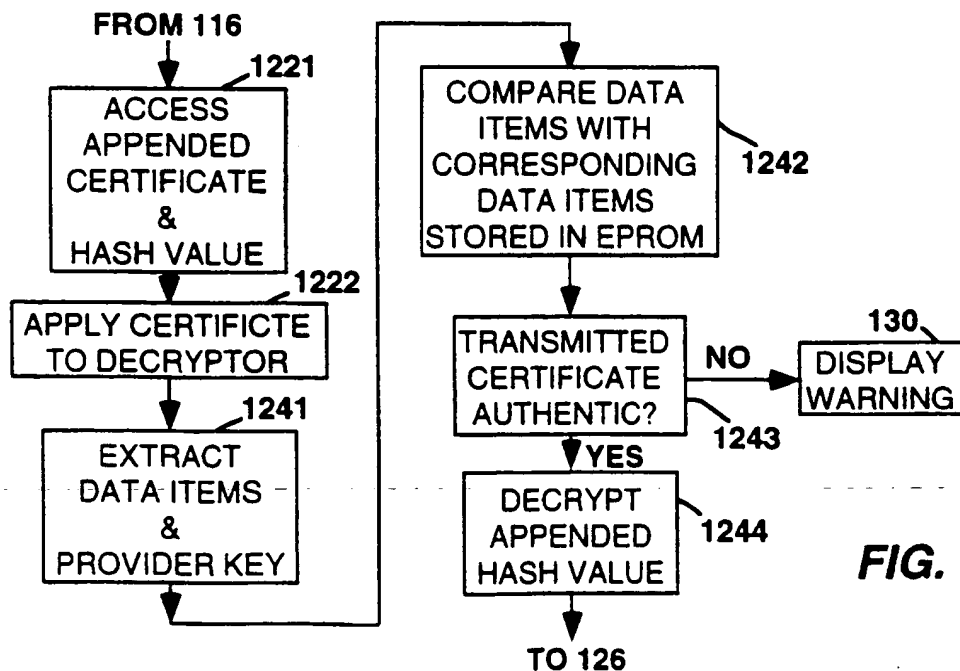 FROM 116
1221
ACCESS
APPENDED
CERTIFICATE
&
HASH VALUE
1222
APPLY CERTIFICTE
TO DECRYPTOR
1241
EXTRACT
DATA ITEMS
&
PROVIDER KEY
COMPARE DATA
ITEMS WITH
CORRESPONDING
DATA ITEMS
STORED IN EPROM
1242
TRANSMITTED
CERTIFICATE
AUTHENTIC?
1243
NO
130
DISPLAY
WARNING
YES
DECRYPT
APPENDED
HASH VALUE
1244
TO 126
FIG.